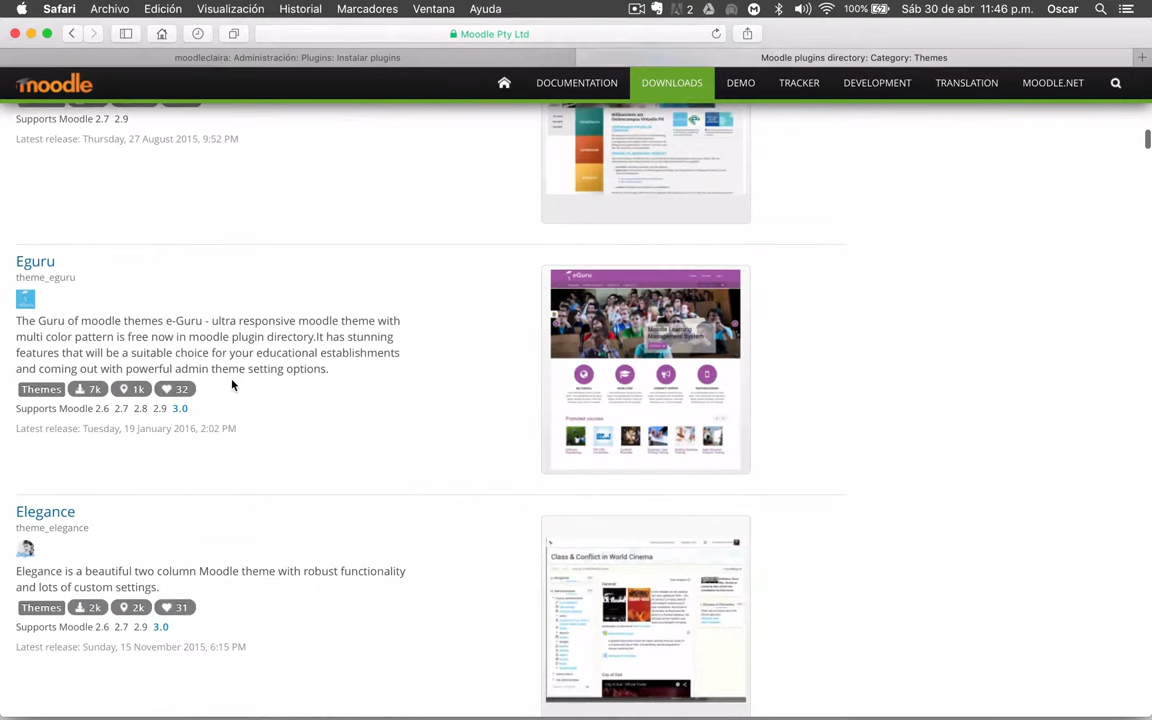 Safari Archivo Edición Visualización Historial Marcadores Ventana Ayuda 2 100% Sáb 30 de abr 11:46 p.m. Oscar
Moodle Pty Ltd
moodleclaira: Administración: Plugins: Instalar plugins Moodle plugins directory: Category: Themes
moodle DOCUMENTATION DOWNLOADS DEMO TRACKER DEVELOPMENT TRANSLATION MOODLE.NET
Supports Moodle 2.7 2.9
Latest release: Thursday, 27 August 2015, 9:52 PM
Eguru
theme_eguru
The Guru of moodle themes e-Guru - ultra responsive moodle theme with
multi color pattern is free now in moodle plugin directory.It has stunning
features that will be a suitable choice for your educational establishments
and coming out with powerful admin theme setting options.
Themes 7k 1k 32
Supports Moodle 2.6 2.7 2.8 2.9 3.0
Latest release: Tuesday, 19 January 2016, 2:02 PM
eGuru
Moodle Learning
Management System
Promoted courses
Elegance
theme_elegance
Elegance is a beautiful two column Moodle theme with robust functionality
and lots of custom settings.
Themes 2k 2k 31
Supports Moodle 2.6 2.7 2.9 3.0
Latest release: Sunday, 15 November 2015, 6:15 PM
Class & Conflict in World Cinema